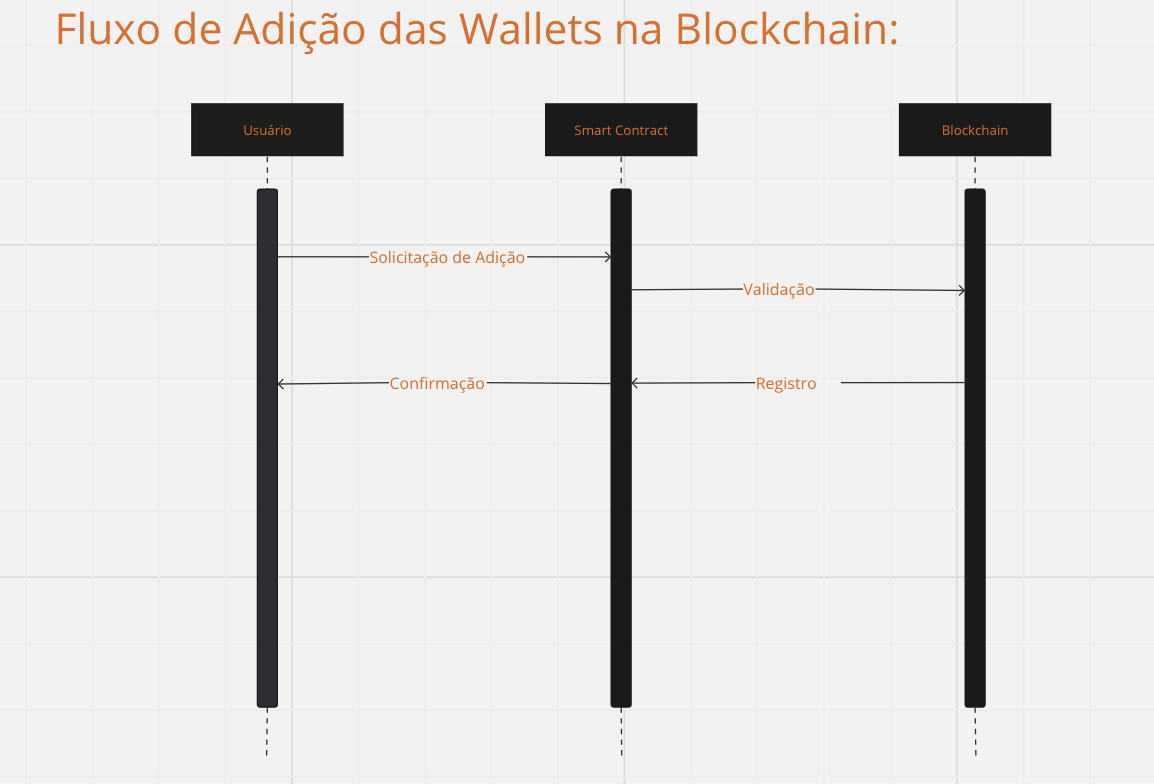 Fluxo de Adição das Wallets na Blockchain:
Usuário
Smart Contract
Blockchain
Solicitação de Adição
Validação
Confirmação
Registro